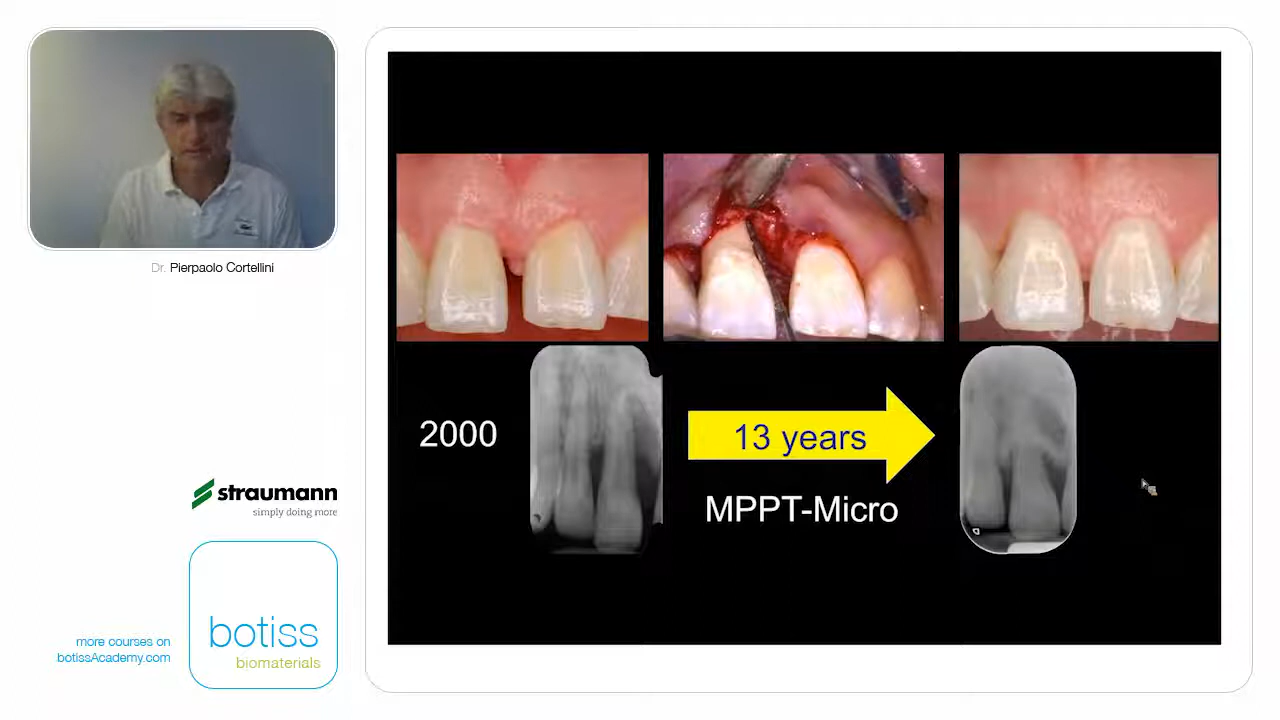 Dr. Pierpaolo Cortellini
straumann
simply doing more
more courses on
botissAcademy.com
botiss
biomaterials
2000
13 years
MPPT-Micro